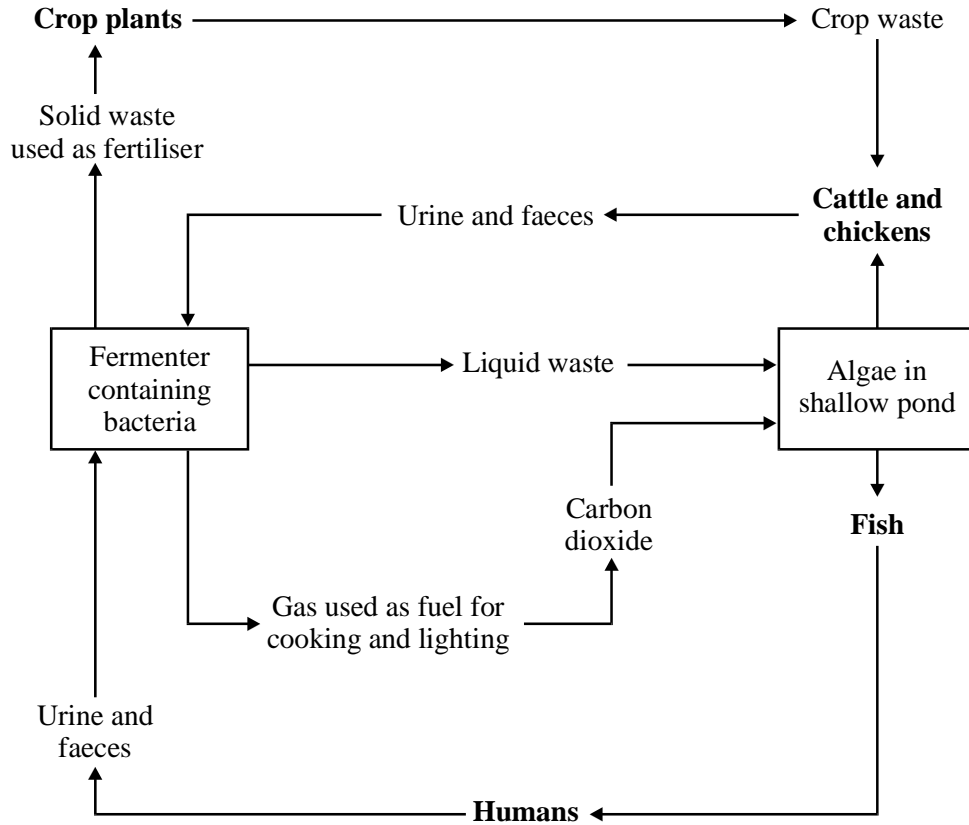 Crop plants
Crop waste
Solid waste
used as fertiliser
Urine and faeces
Cattle and
chickens
Fermenter
containing
bacteria
Liquid waste
Algae in
shallow pond
Carbon
dioxide
Fish
Gas used as fuel for
cooking and lighting
Urine and
faeces
Humans